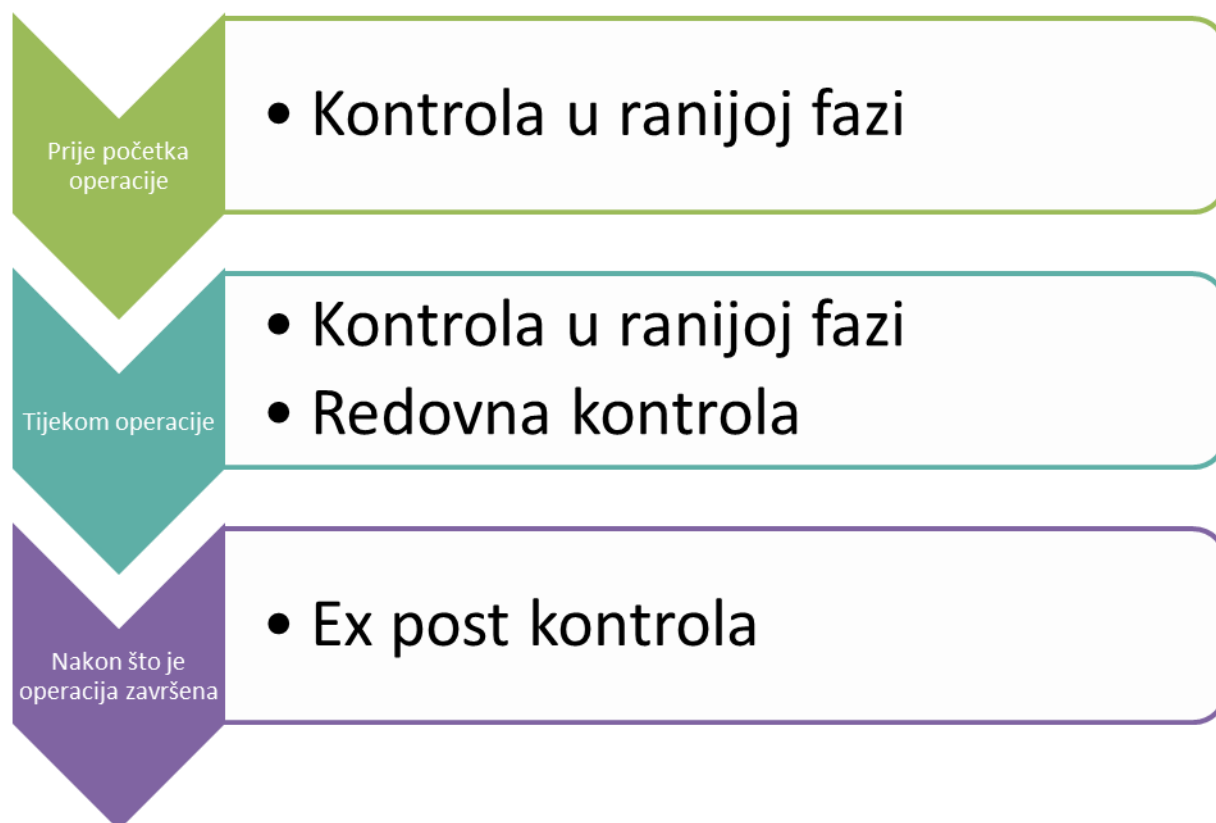 Prije početka
operacije
• Kontrola u ranijoj fazi
Tijekom operacije
• Kontrola u ranijoj fazi
• Redovna kontrola
Nakon što je
operacija završena
• Ex post kontrola